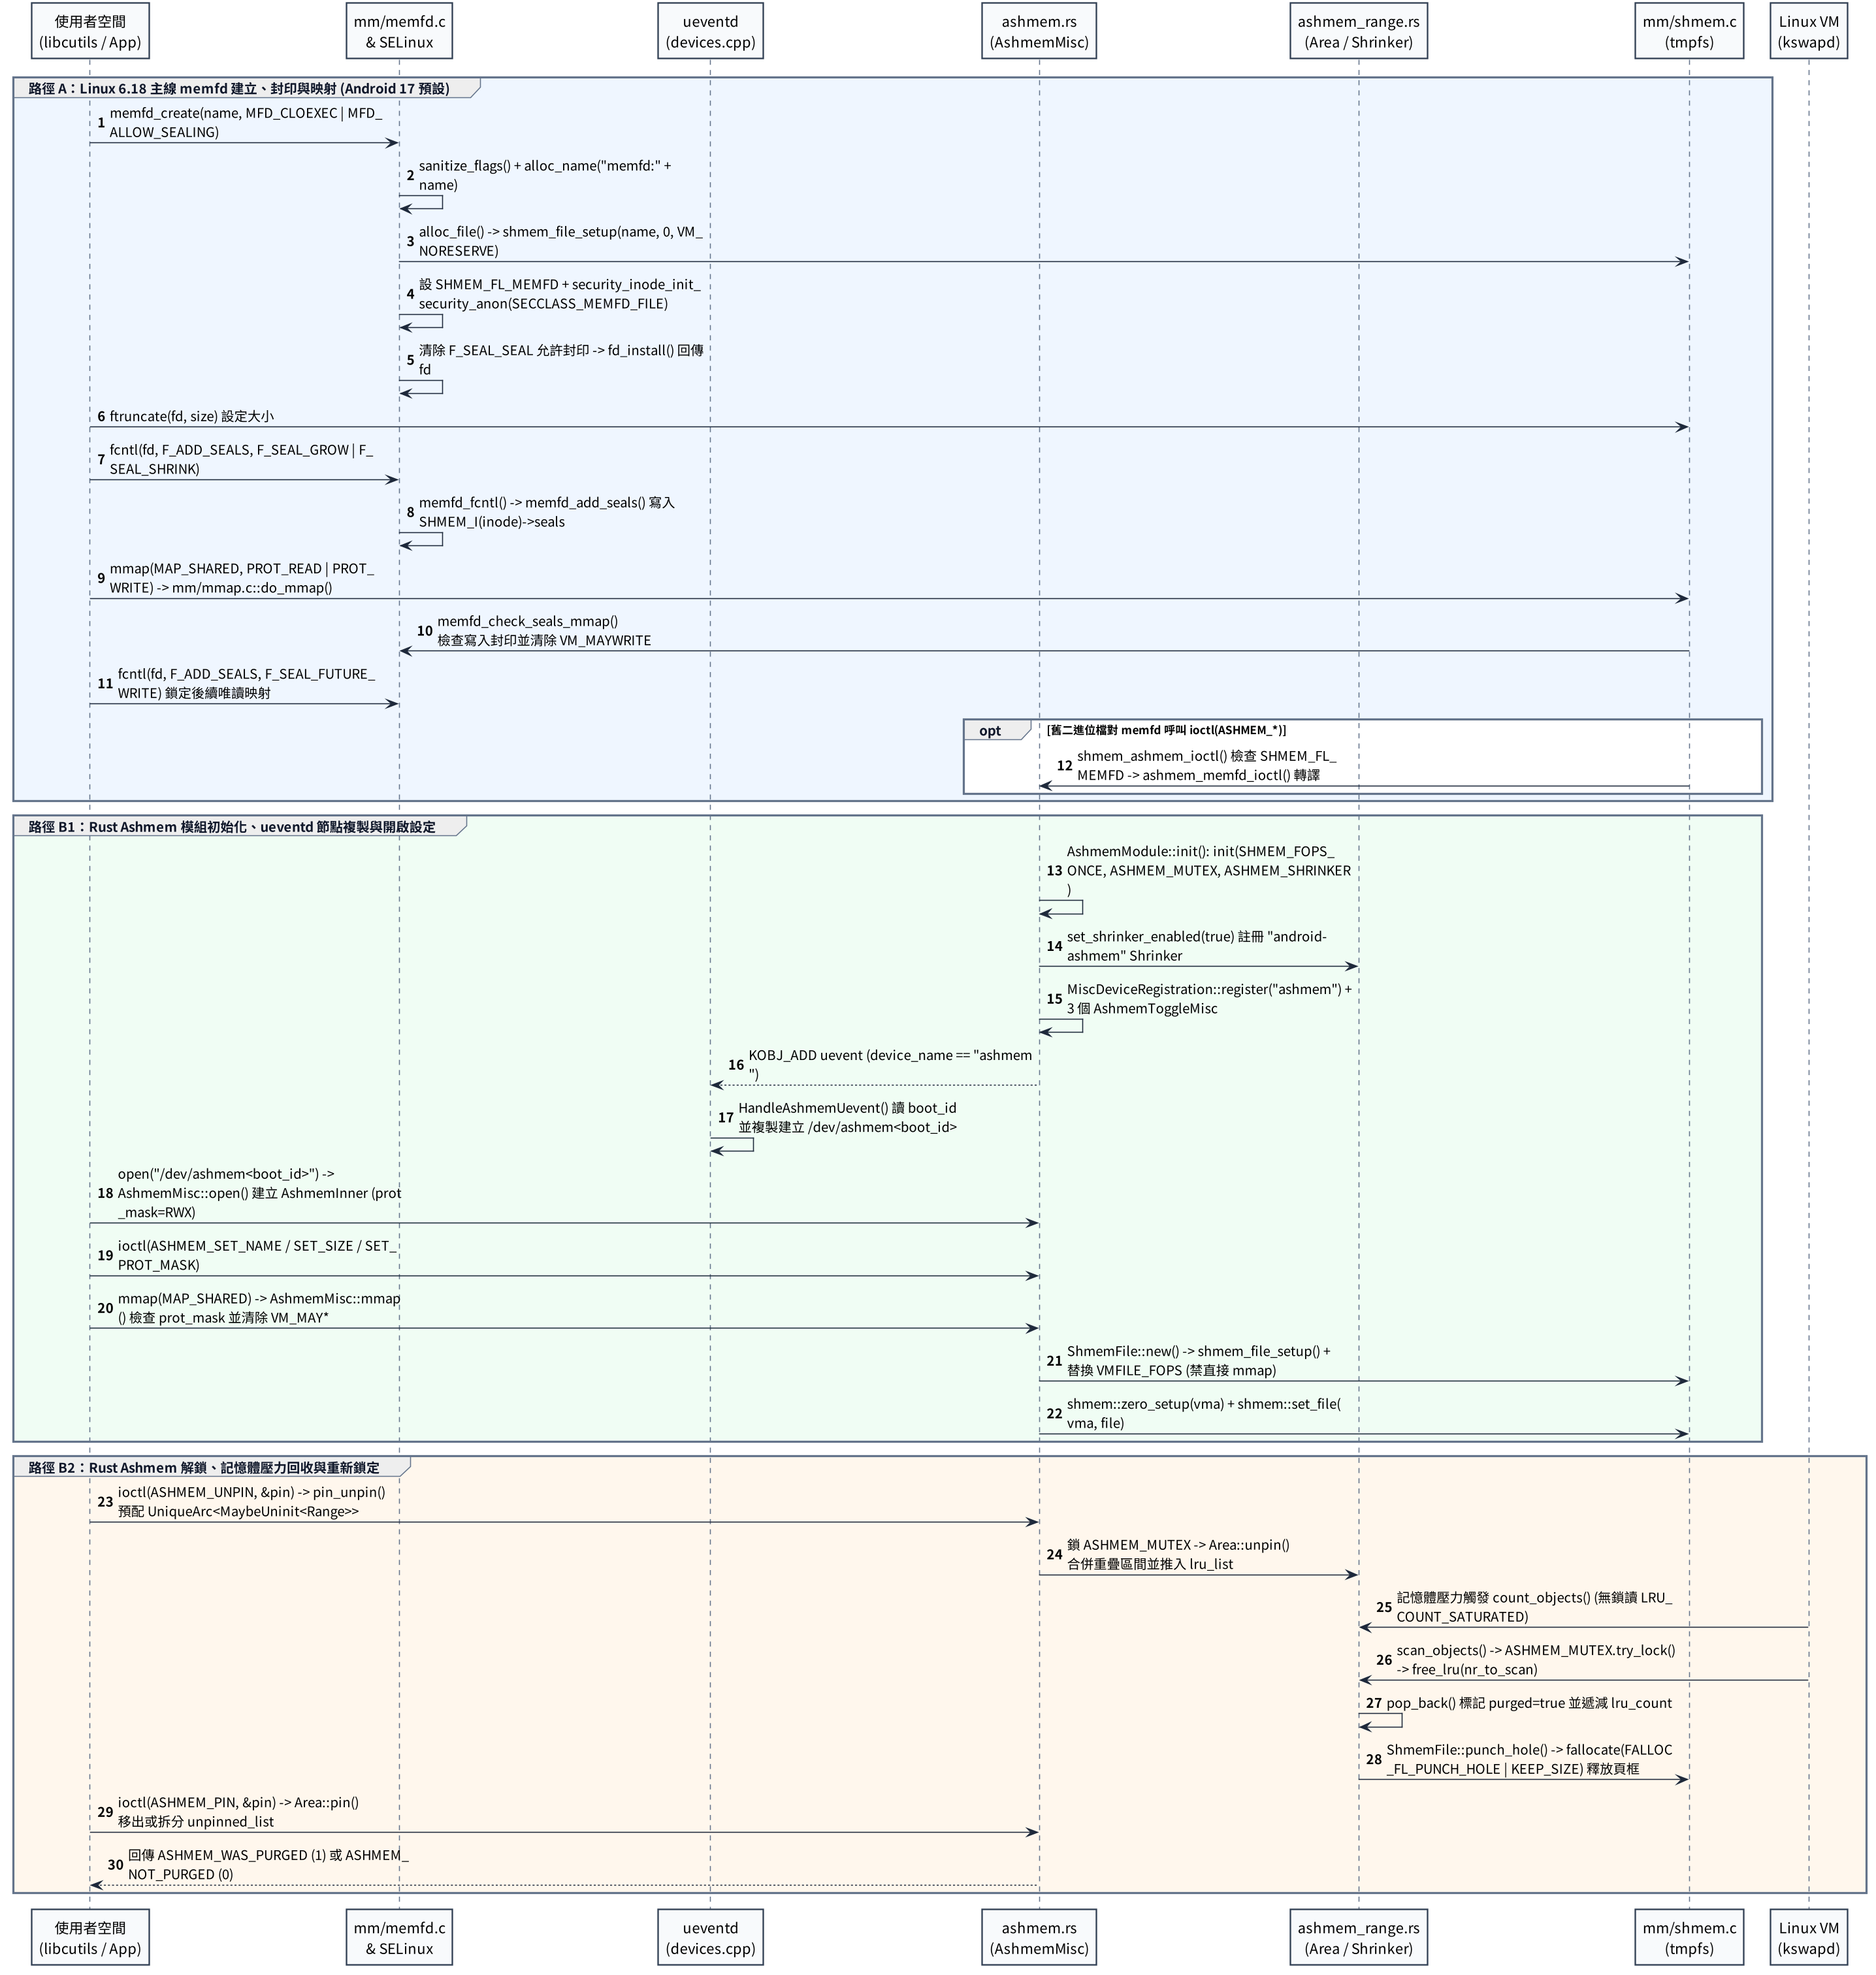 使用者空間
(libcutils / App)
mm/memfd.c
& SELinux
ueventd
(devices.cpp)
ashmem.rs
(AshmemMisc)
ashmem_range.rs
(Area / Shrinker)
mm/shmem.c
(tmpfs)
Linux VM
(kswapd)
路徑 A：Linux 6.18 主線 memfd 建立、封印與映射 (Android 17 預設)
1 memfd_create(name, MFD_CLOEXEC | MFD_
ALLOW_SEALING)
2 sanitize_flags() + alloc_name("memfd:" +
name)
3 alloc_file() -> shmem_file_setup(name, 0, VM_
NORESERVE)
4 設 SHMEM_FL_MEMFD + security_inode_init_
security_anon(SECCLASS_MEMFD_FILE)
5 清除 F_SEAL_SEAL 允許封印 -> fd_install() 回傳
fd
6 ftruncate(fd, size) 設定大小
7 fcntl(fd, F_ADD_SEALS, F_SEAL_GROW | F_
SEAL_SHRINK)
8 memfd_fcntl() -> memfd_add_seals() 寫入
SHMEM_I(inode)->seals
9 mmap(MAP_SHARED, PROT_READ | PROT_
WRITE) -> mm/mmap.c::do_mmap()
10 memfd_check_seals_mmap()
檢查寫入封印並清除 VM_MAYWRITE
11 fcntl(fd, F_ADD_SEALS, F_SEAL_FUTURE_
WRITE) 鎖定後續唯讀映射
opt [舊二進位檔對 memfd 呼叫 ioctl(ASHMEM_*)]
12 shmem_ashmem_ioctl() 檢查 SHMEM_FL_
MEMFD -> ashmem_memfd_ioctl() 轉譯
路徑 B1：Rust Ashmem 模組初始化、ueventd 節點複製與開啟設定
13 AshmemModule::init(): init(SHMEM_FOPS_
ONCE, ASHMEM_MUTEX, ASHMEM_SHRINKER
)
14 set_shrinker_enabled(true) 註冊 "android-
ashmem" Shrinker
15 MiscDeviceRegistration::register("ashmem") +
3 個 AshmemToggleMisc
16 KOBJ_ADD uevent (device_name == "ashmem
")
17 HandleAshmemUevent() 讀 boot_id
並複製建立 /dev/ashmem<boot_id>
18 open("/dev/ashmem<boot_id>") ->
AshmemMisc::open() 建立 AshmemInner (prot
_mask=RWX)
19 ioctl(ASHMEM_SET_NAME / SET_SIZE / SET_
PROT_MASK)
20 mmap(MAP_SHARED) -> AshmemMisc::mmap
() 檢查 prot_mask 並清除 VM_MAY*
21 ShmemFile::new() -> shmem_file_setup() +
替換 VMFILE_FOPS (禁直接 mmap)
22 shmem::zero_setup(vma) + shmem::set_file(
vma, file)
路徑 B2：Rust Ashmem 解鎖、記憶體壓力回收與重新鎖定
23 ioctl(ASHMEM_UNPIN, &pin) -> pin_unpin()
預配 UniqueArc<MaybeUninit<Range>>
24 鎖 ASHMEM_MUTEX -> Area::unpin()
合併重疊區間並推入 lru_list
25 記憶體壓力觸發 count_objects() (無鎖讀 LRU_
COUNT_SATURATED)
26 scan_objects() -> ASHMEM_MUTEX.try_lock()
-> free_lru(nr_to_scan)
27 pop_back() 標記 purged=true 並遞減 lru_count
28 ShmemFile::punch_hole() -> fallocate(FALLOC
_FL_PUNCH_HOLE | KEEP_SIZE) 釋放頁框
29 ioctl(ASHMEM_PIN, &pin) -> Area::pin()
移出或拆分 unpinned_list
30 回傳 ASHMEM_WAS_PURGED (1) 或 ASHMEM_
NOT_PURGED (0)
使用者空間
(libcutils / App)
mm/memfd.c
& SELinux
ueventd
(devices.cpp)
ashmem.rs
(AshmemMisc)
ashmem_range.rs
(Area / Shrinker)
mm/shmem.c
(tmpfs)
Linux VM
(kswapd)